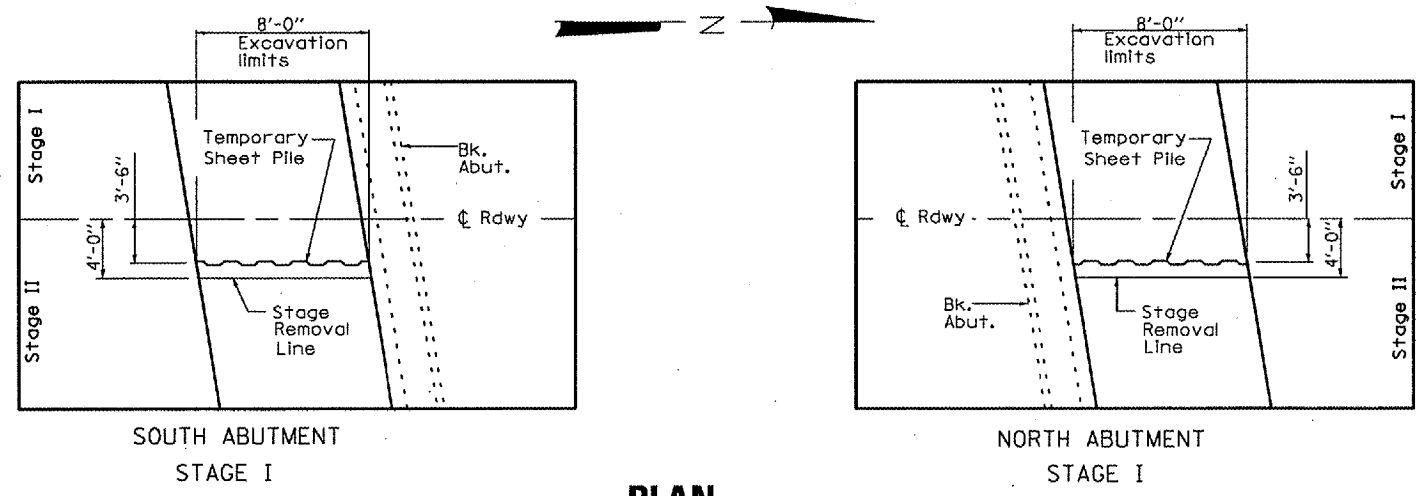 8'-0"
Excavation
limits
N
8'-0"
Excavation
limits
Stage I
Temporary
Sheet Pile
3'-6"
Bk.
Abut.
℄ Rdwy
4'-0"
Stage II
Stage
Removal
Line
SOUTH ABUTMENT
STAGE I
Temporary
Sheet Pile
Stage I
3'-6"
℄ Rdwy
4'-0"
Bk.
Abut.
Stage
Removal
Line
Stage II
NORTH ABUTMENT
STAGE I
PLAN